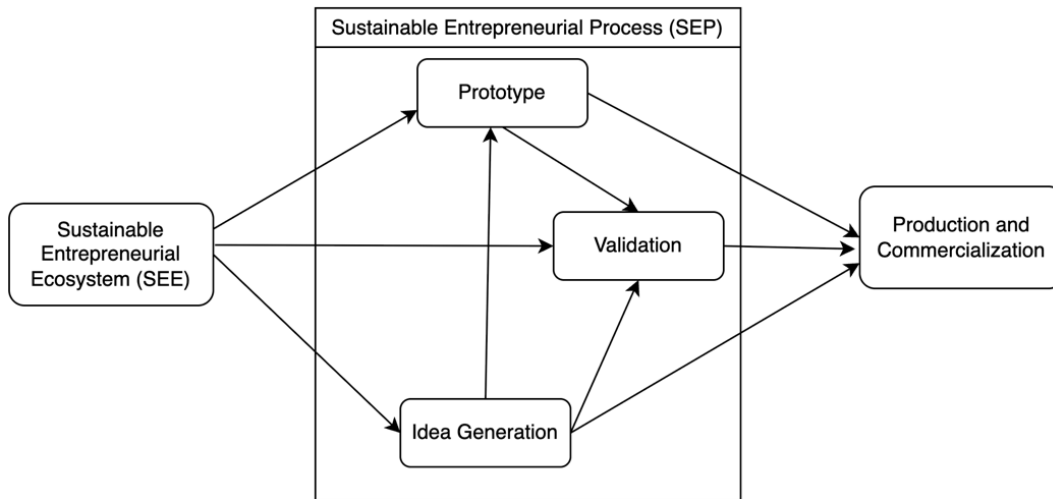 Sustainable Entrepreneurial Process (SEP)
Prototype
Sustainable
Entrepreneurial
Ecosystem (SEE)
Validation
Production and
Commercialization
Idea Generation